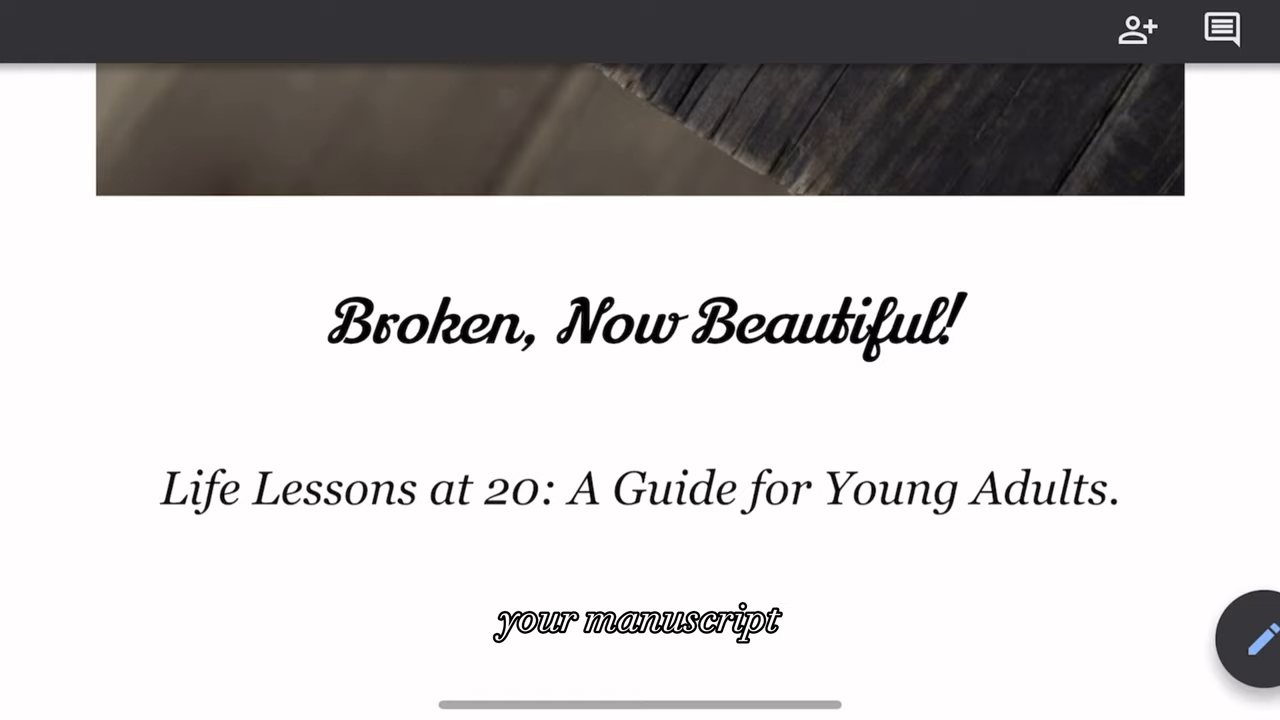 Broken, Now Beautiful!
Life Lessons at 20: A Guide for Young Adults.
your manuscript